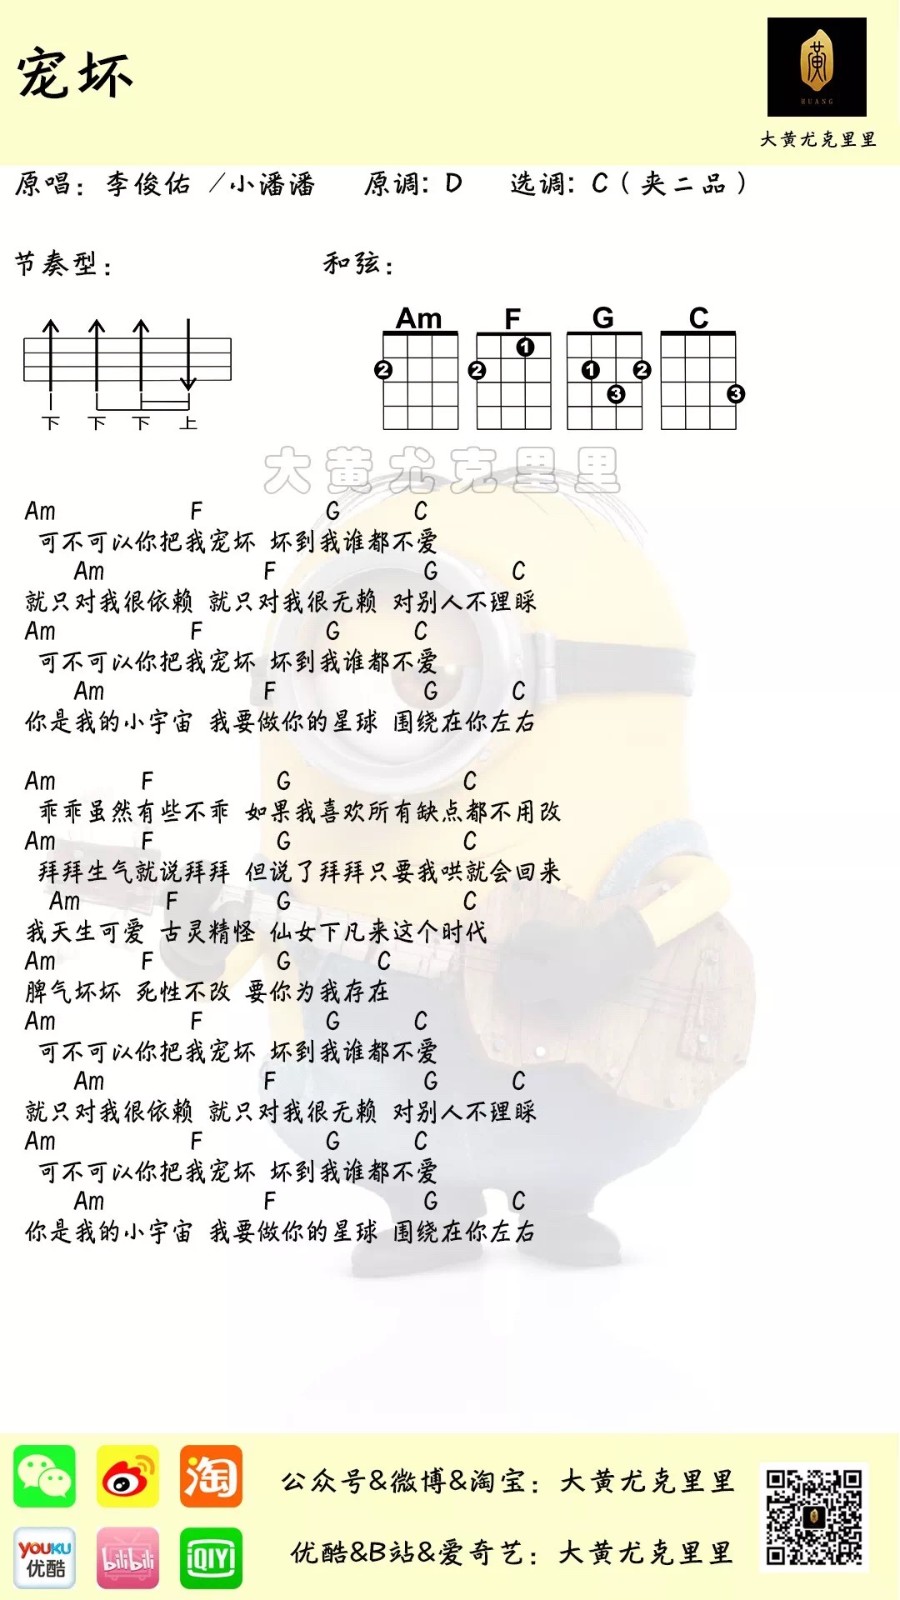 宠坏
黄
HUANG
大黄尤克里里
原唱：李俊佑 /小潘潘 原调: D 选调: C（夹二品）
节奏型： 和弦：
Am F G C
2 2 1 1 2 3 3
下 下 下 上
大黄尤克里里
Am F G C
可不可以你把我宠坏 坏到我谁都不爱
Am F G C
就只对我很依赖 就只对我很无赖 对别人不理睬
Am F G C
可不可以你把我宠坏 坏到我谁都不爱
Am F G C
你是我的小宇宙 我要做你的星球 围绕在你左右
Am F G C
乖乖虽然有些不乖 如果我喜欢所有缺点都不用改
Am F G C
拜拜生气就说拜拜 但说了拜拜只要我哄就会回来
Am F G C
我天生可爱 古灵精怪 仙女下凡来这个时代
Am F G C
脾气坏坏 死性不改 要你为我存在
Am F G C
可不可以你把我宠坏 坏到我谁都不爱
Am F G C
就只对我很依赖 就只对我很无赖 对别人不理睬
Am F G C
可不可以你把我宠坏 坏到我谁都不爱
Am F G C
你是我的小宇宙 我要做你的星球 围绕在你左右
淘 公众号&微博&淘宝：大黄尤克里里
YOUKU
优酷 bilibili iQIYI 优酷&B站&爱奇艺：大黄尤克里里